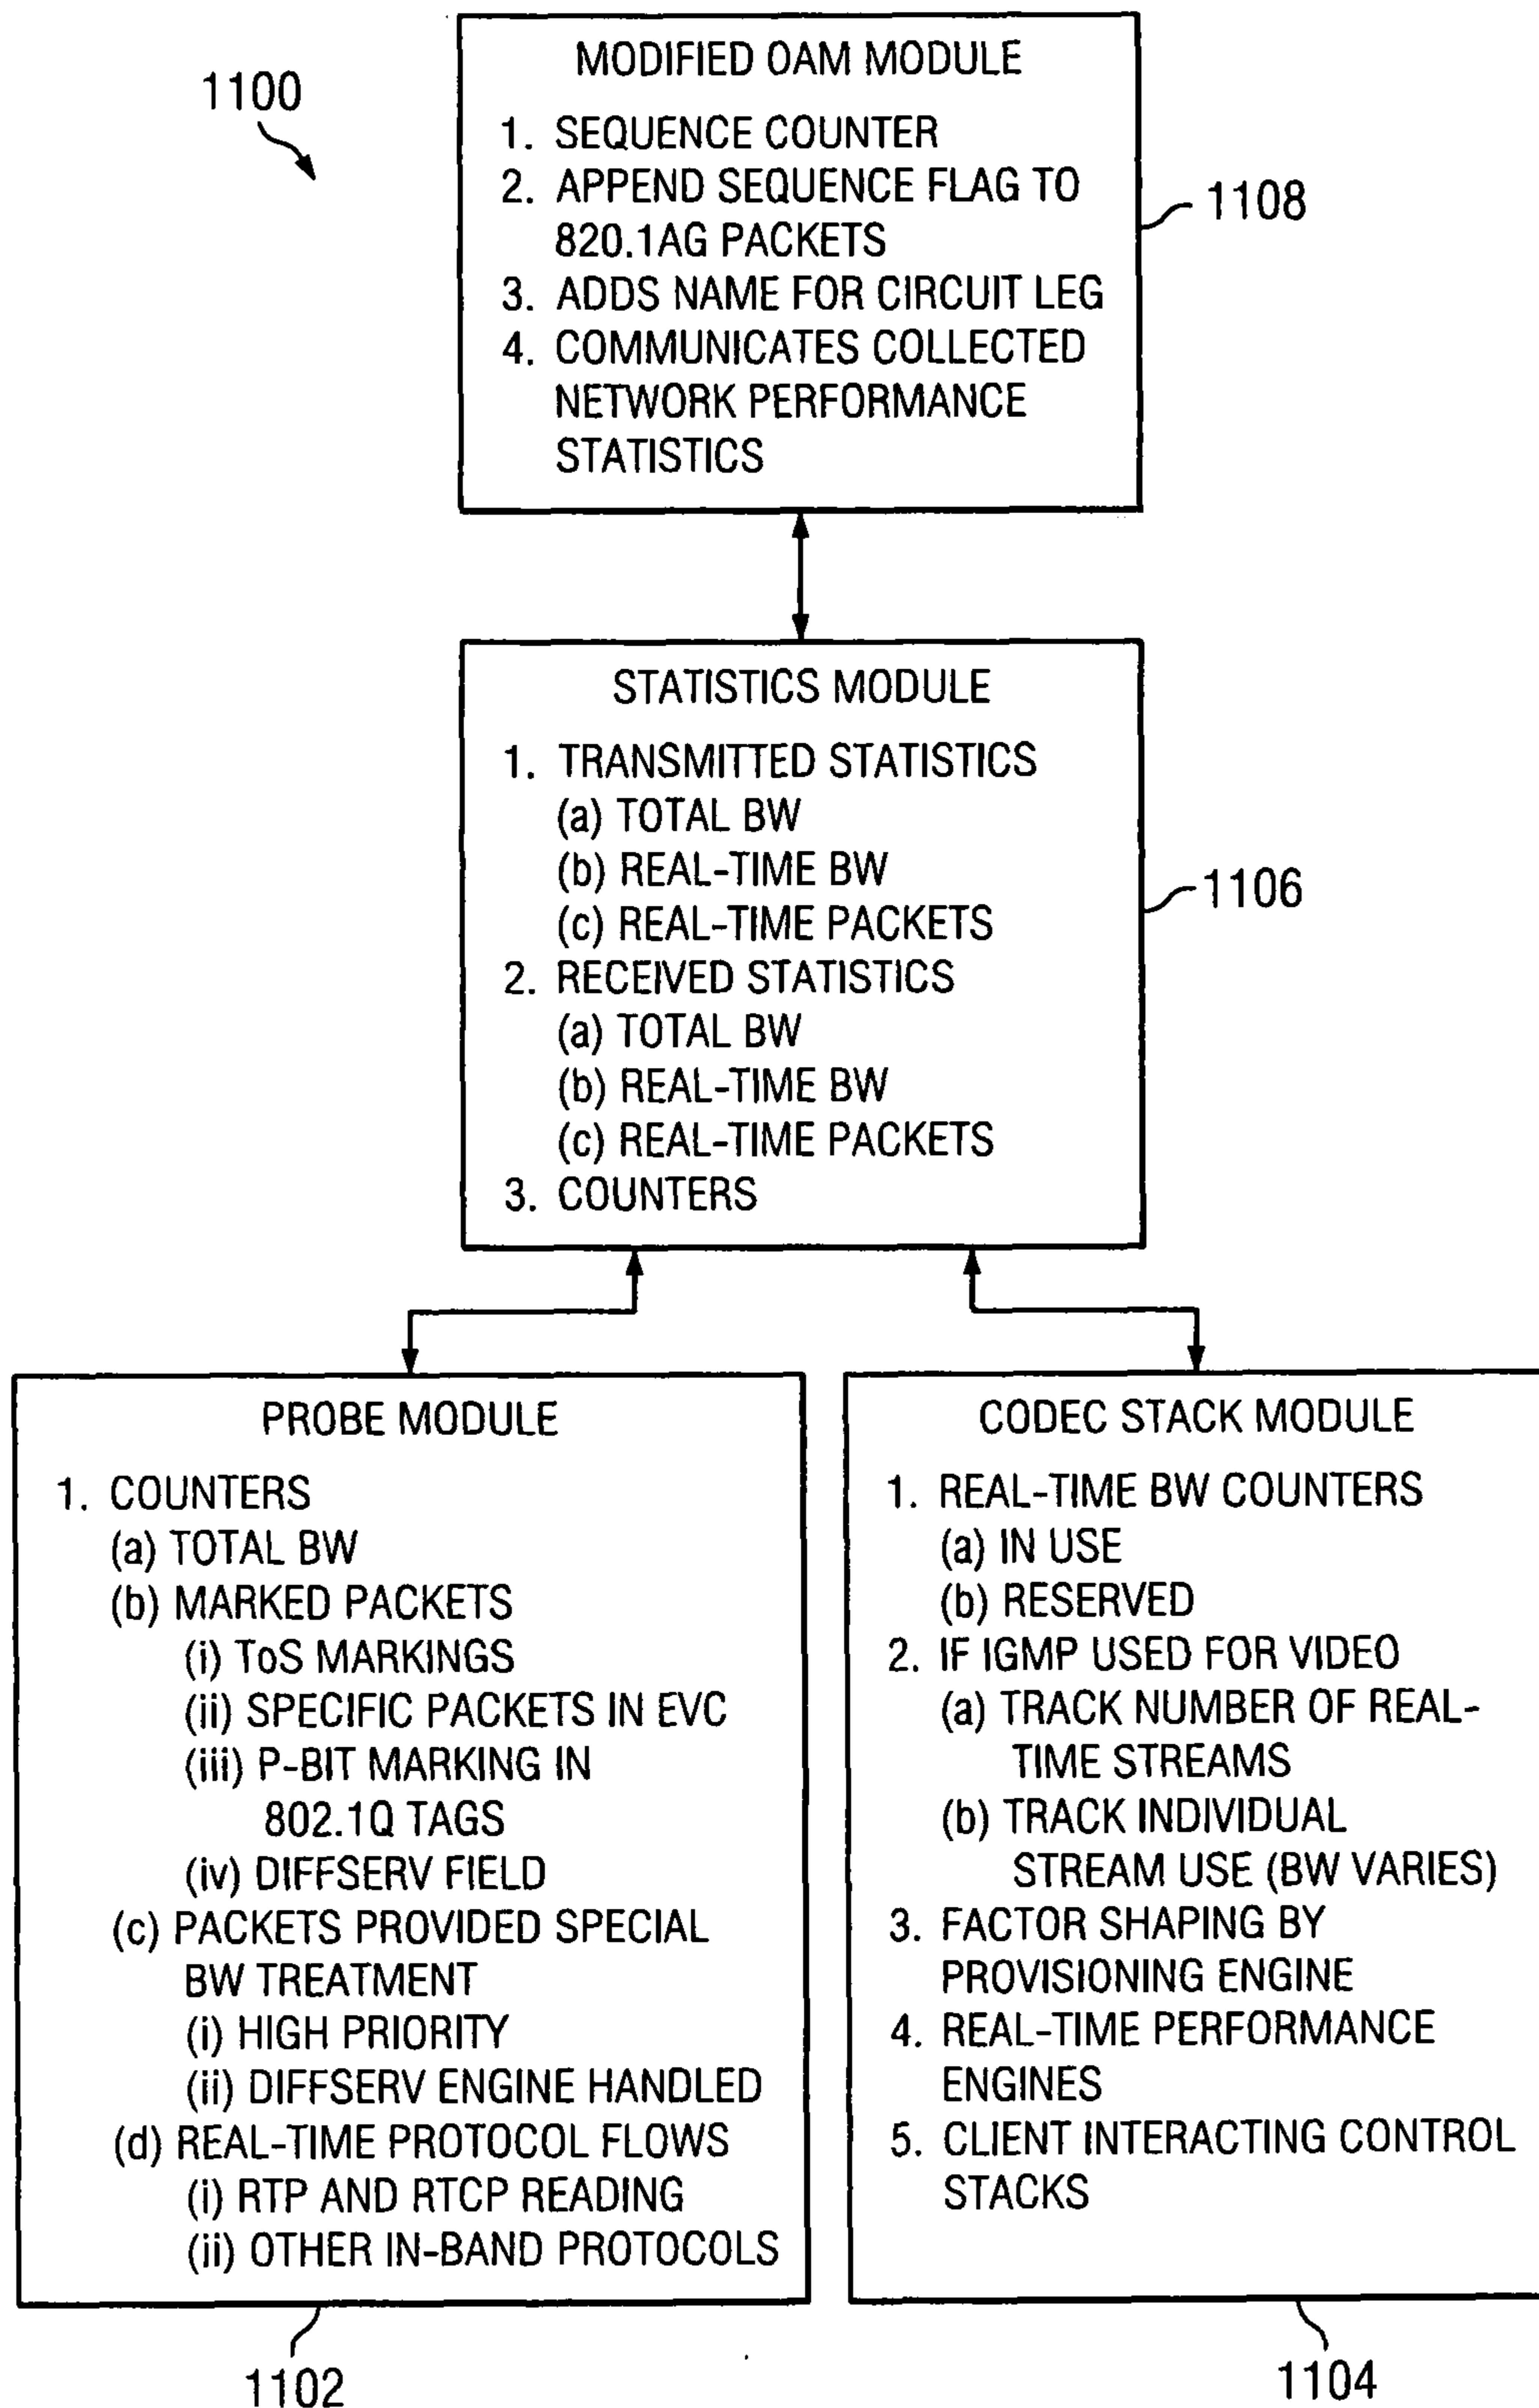 1100
MODIFIED OAM MODULE
1. SEQUENCE COUNTER
2. APPEND SEQUENCE FLAG TO
820.1AG PACKETS
3. ADDS NAME FOR CIRCUIT LEG
4. COMMUNICATES COLLECTED
NETWORK PERFORMANCE
STATISTICS
1108
STATISTICS MODULE
1. TRANSMITTED STATISTICS
(a) TOTAL BW
(b) REAL-TIME BW
(c) REAL-TIME PACKETS
2. RECEIVED STATISTICS
(a) TOTAL BW
(b) REAL-TIME BW
(c) REAL-TIME PACKETS
3. COUNTERS
1106
PROBE MODULE
1. COUNTERS
(a) TOTAL BW
(b) MARKED PACKETS
(i) ToS MARKINGS
(ii) SPECIFIC PACKETS IN EVC
(iii) P-BIT MARKING IN
802.1Q TAGS
(iv) DIFFSERV FIELD
(c) PACKETS PROVIDED SPECIAL
BW TREATMENT
(i) HIGH PRIORITY
(ii) DIFFSERV ENGINE HANDLED
(d) REAL-TIME PROTOCOL FLOWS
(i) RTP AND RTCP READING
(ii) OTHER IN-BAND PROTOCOLS
1102
CODEC STACK MODULE
1. REAL-TIME BW COUNTERS
(a) IN USE
(b) RESERVED
2. IF IGMP USED FOR VIDEO
(a) TRACK NUMBER OF REAL-
TIME STREAMS
(b) TRACK INDIVIDUAL
STREAM USE (BW VARIES)
3. FACTOR SHAPING BY
PROVISIONING ENGINE
4. REAL-TIME PERFORMANCE
ENGINES
5. CLIENT INTERACTING CONTROL
STACKS
1104